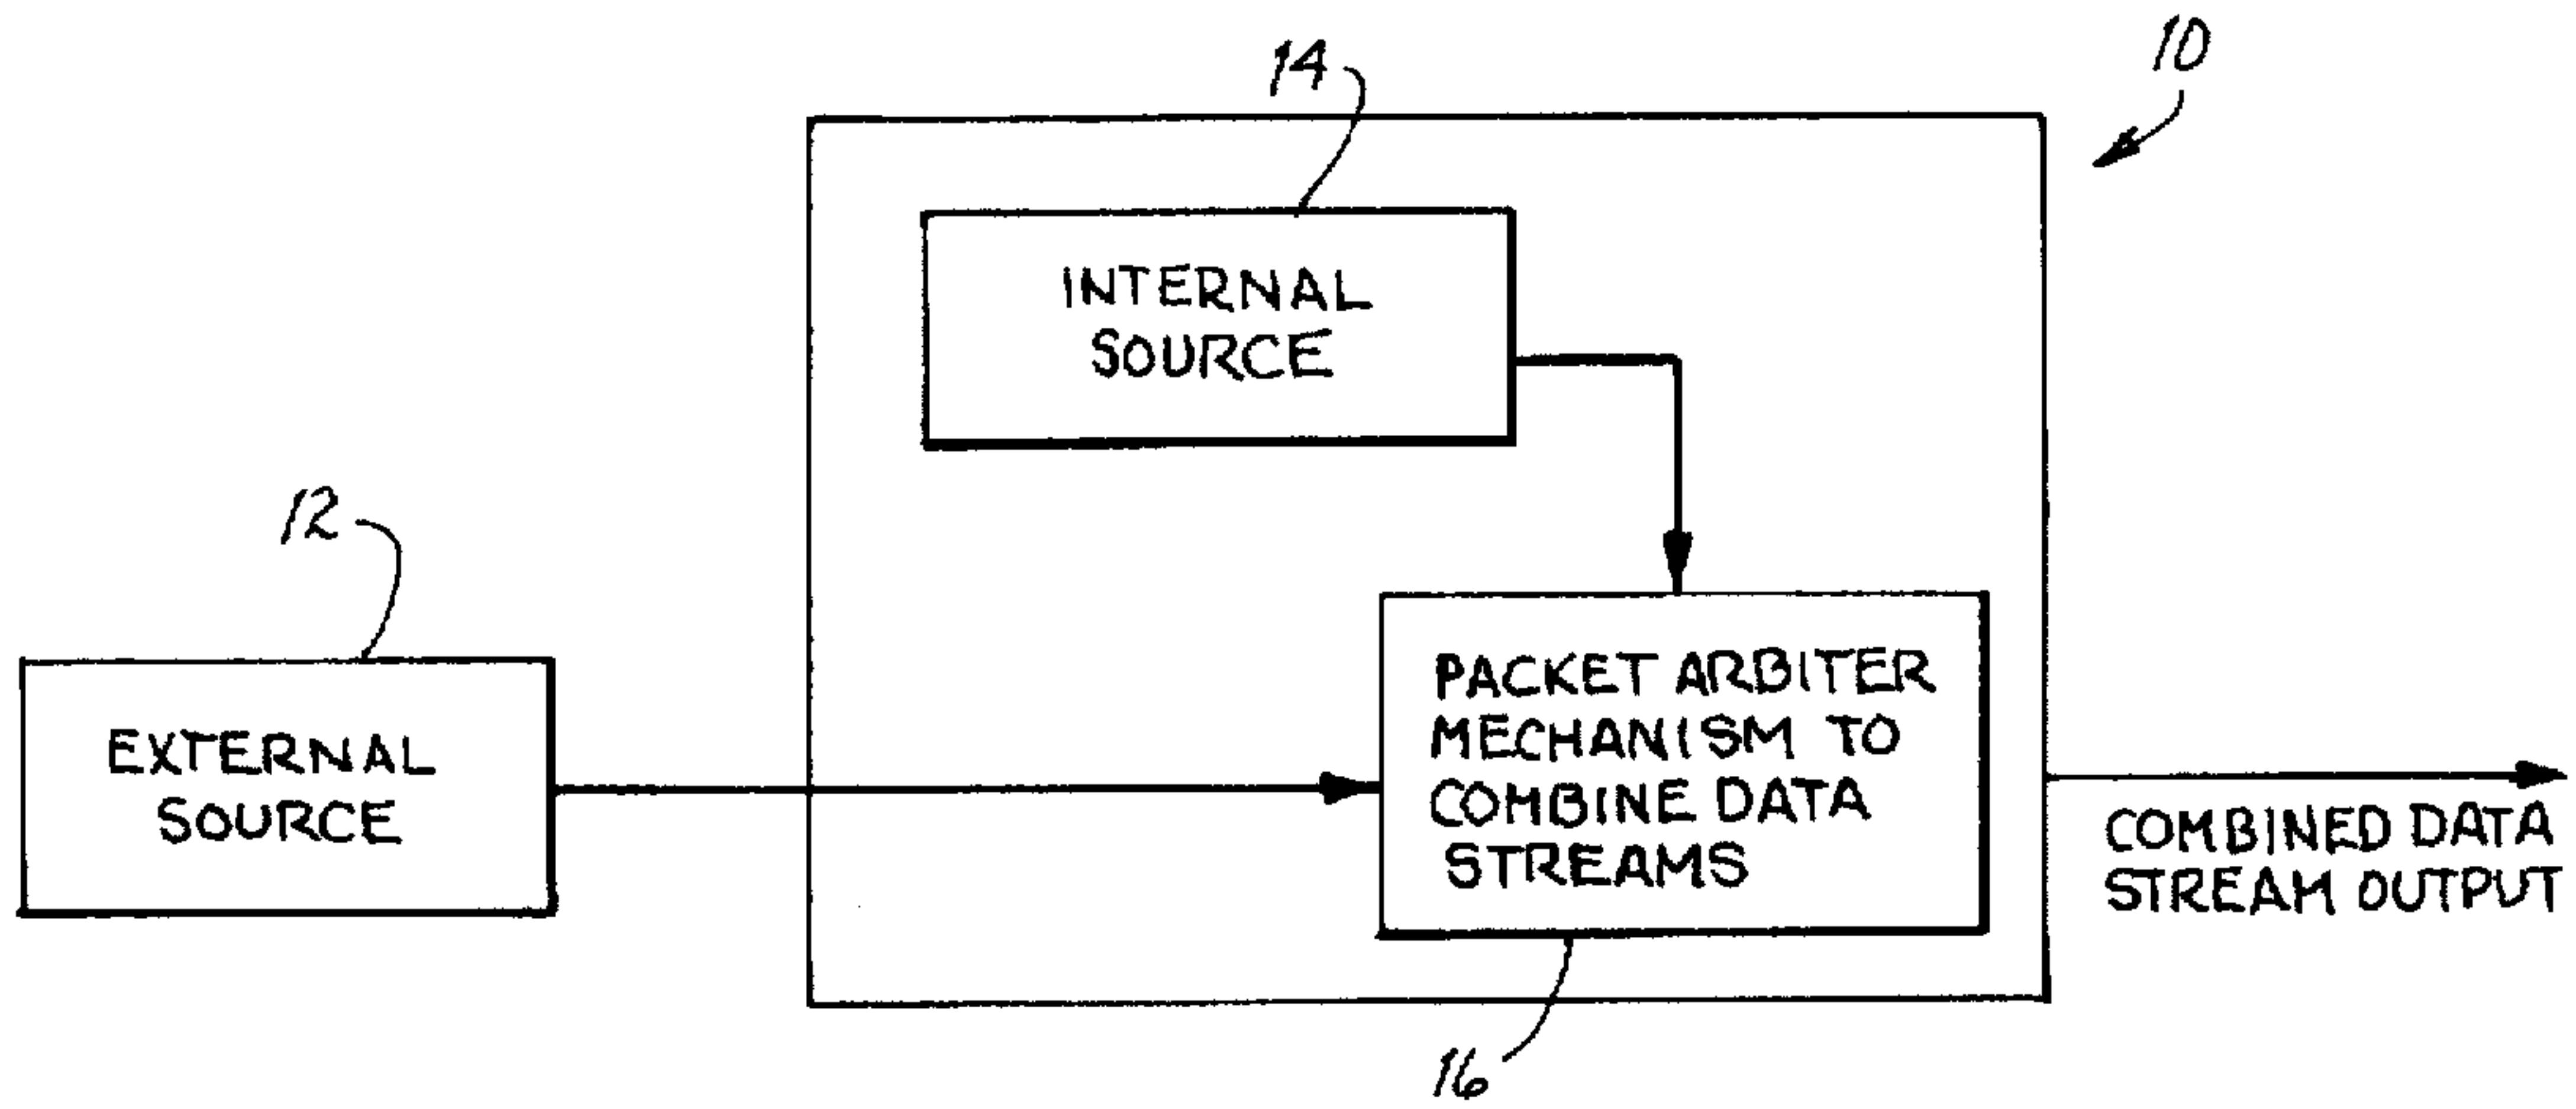 10
14
INTERNAL
SOURCE
12
EXTERNAL
SOURCE
PACKET ARBITER
MECHANISM TO
COMBINE DATA
STREAMS
COMBINED DATA
STREAM OUTPUT
16